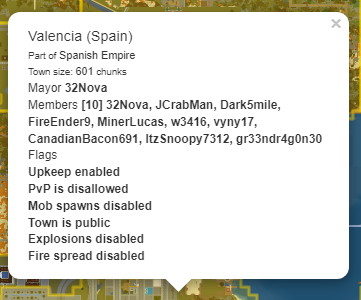 Valencia (Spain)
Part of Spanish Empire
Town size: 601 chunks
Mayor 32Nova
Members [10] 32Nova, JCrabMan, Dark5mile,
FireEnder9, MinerLucas, w3416, vyny17,
CanadianBacon691, ItzSnoopy7312, gr33ndr4g0n30
Flags
Upkeep enabled
PvP is disallowed
Mob spawns disabled
Town is public
Explosions disabled
Fire spread disabled